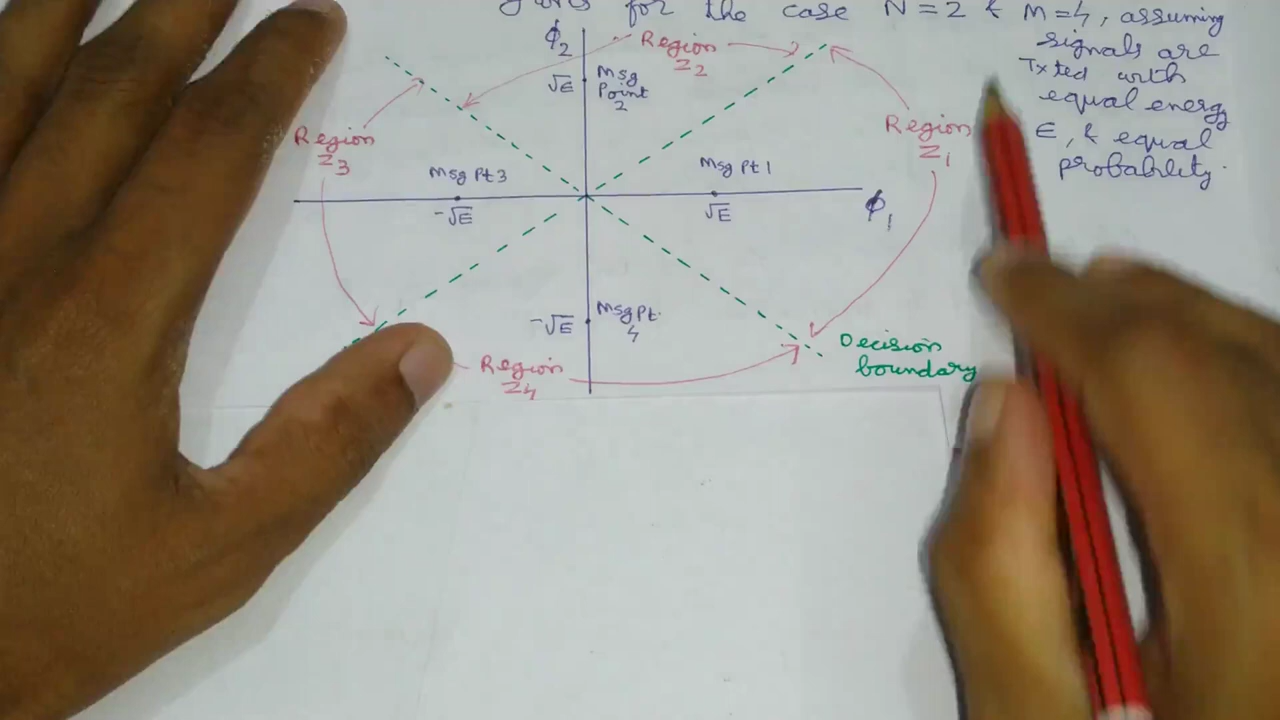 for the case N=2 & M=4, assuming
signals are
Txted with
equal energy
E, & equal
probability.
ϕ2
Region
Z2
√E
Msg
Point
2
Region
Z3
Region
Z1
Msg Pt 3
Msg Pt 1
-√E
√E
ϕ1
-√E
Msg Pt.
4
Decision
boundary
Region
Z4